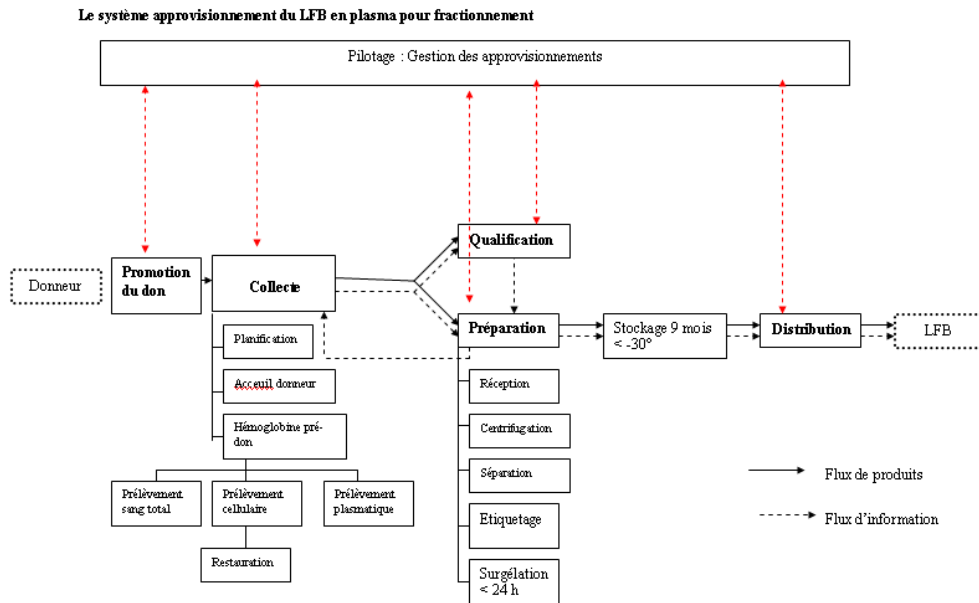 Le système approvisionnement du LFB en plasma pour fractionnement
Pilotage : Gestion des approvisionnements
Donneur
Promotion
du don
Collecte
Qualification
Préparation
Stockage 9 mois
< -30°
Distribution
LFB
Planification
Acceuil donneur
Hémoglobine pré-
don
Prélèvement
sang total
Prélèvement
cellulaire
Prélèvement
plasmatique
Restauration
Réception
Centrifugation
Séparation
Etiquetage
Surgélation
< 24 h
Flux de produits
Flux d'information